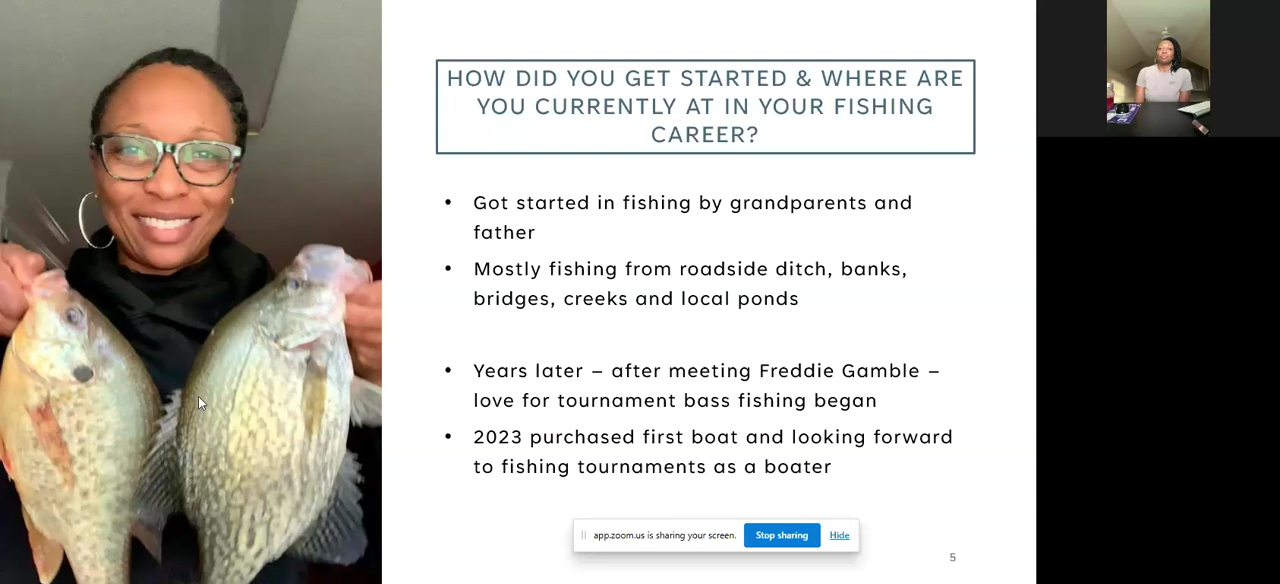 HOW DID YOU GET STARTED & WHERE ARE
YOU CURRENTLY AT IN YOUR FISHING
CAREER?
• Got started in fishing by grandparents and
father
• Mostly fishing from roadside ditch, banks,
bridges, creeks and local ponds
• Years later – after meeting Freddie Gamble –
love for tournament bass fishing began
• 2023 purchased first boat and looking forward
to fishing tournaments as a boater
app.zoom.us is sharing your screen. Stop sharing Hide
5